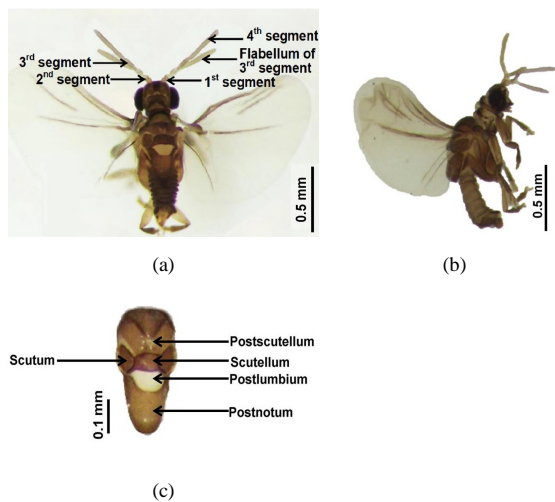 4th segment
3rd segment
Flabellum of
3rd segment
2nd segment
1st segment
0.5 mm
(a)
0.5 mm
(b)
Postscutellum
Scutum
Scutellum
Postlumbium
Postnotum
0.1 mm
(c)